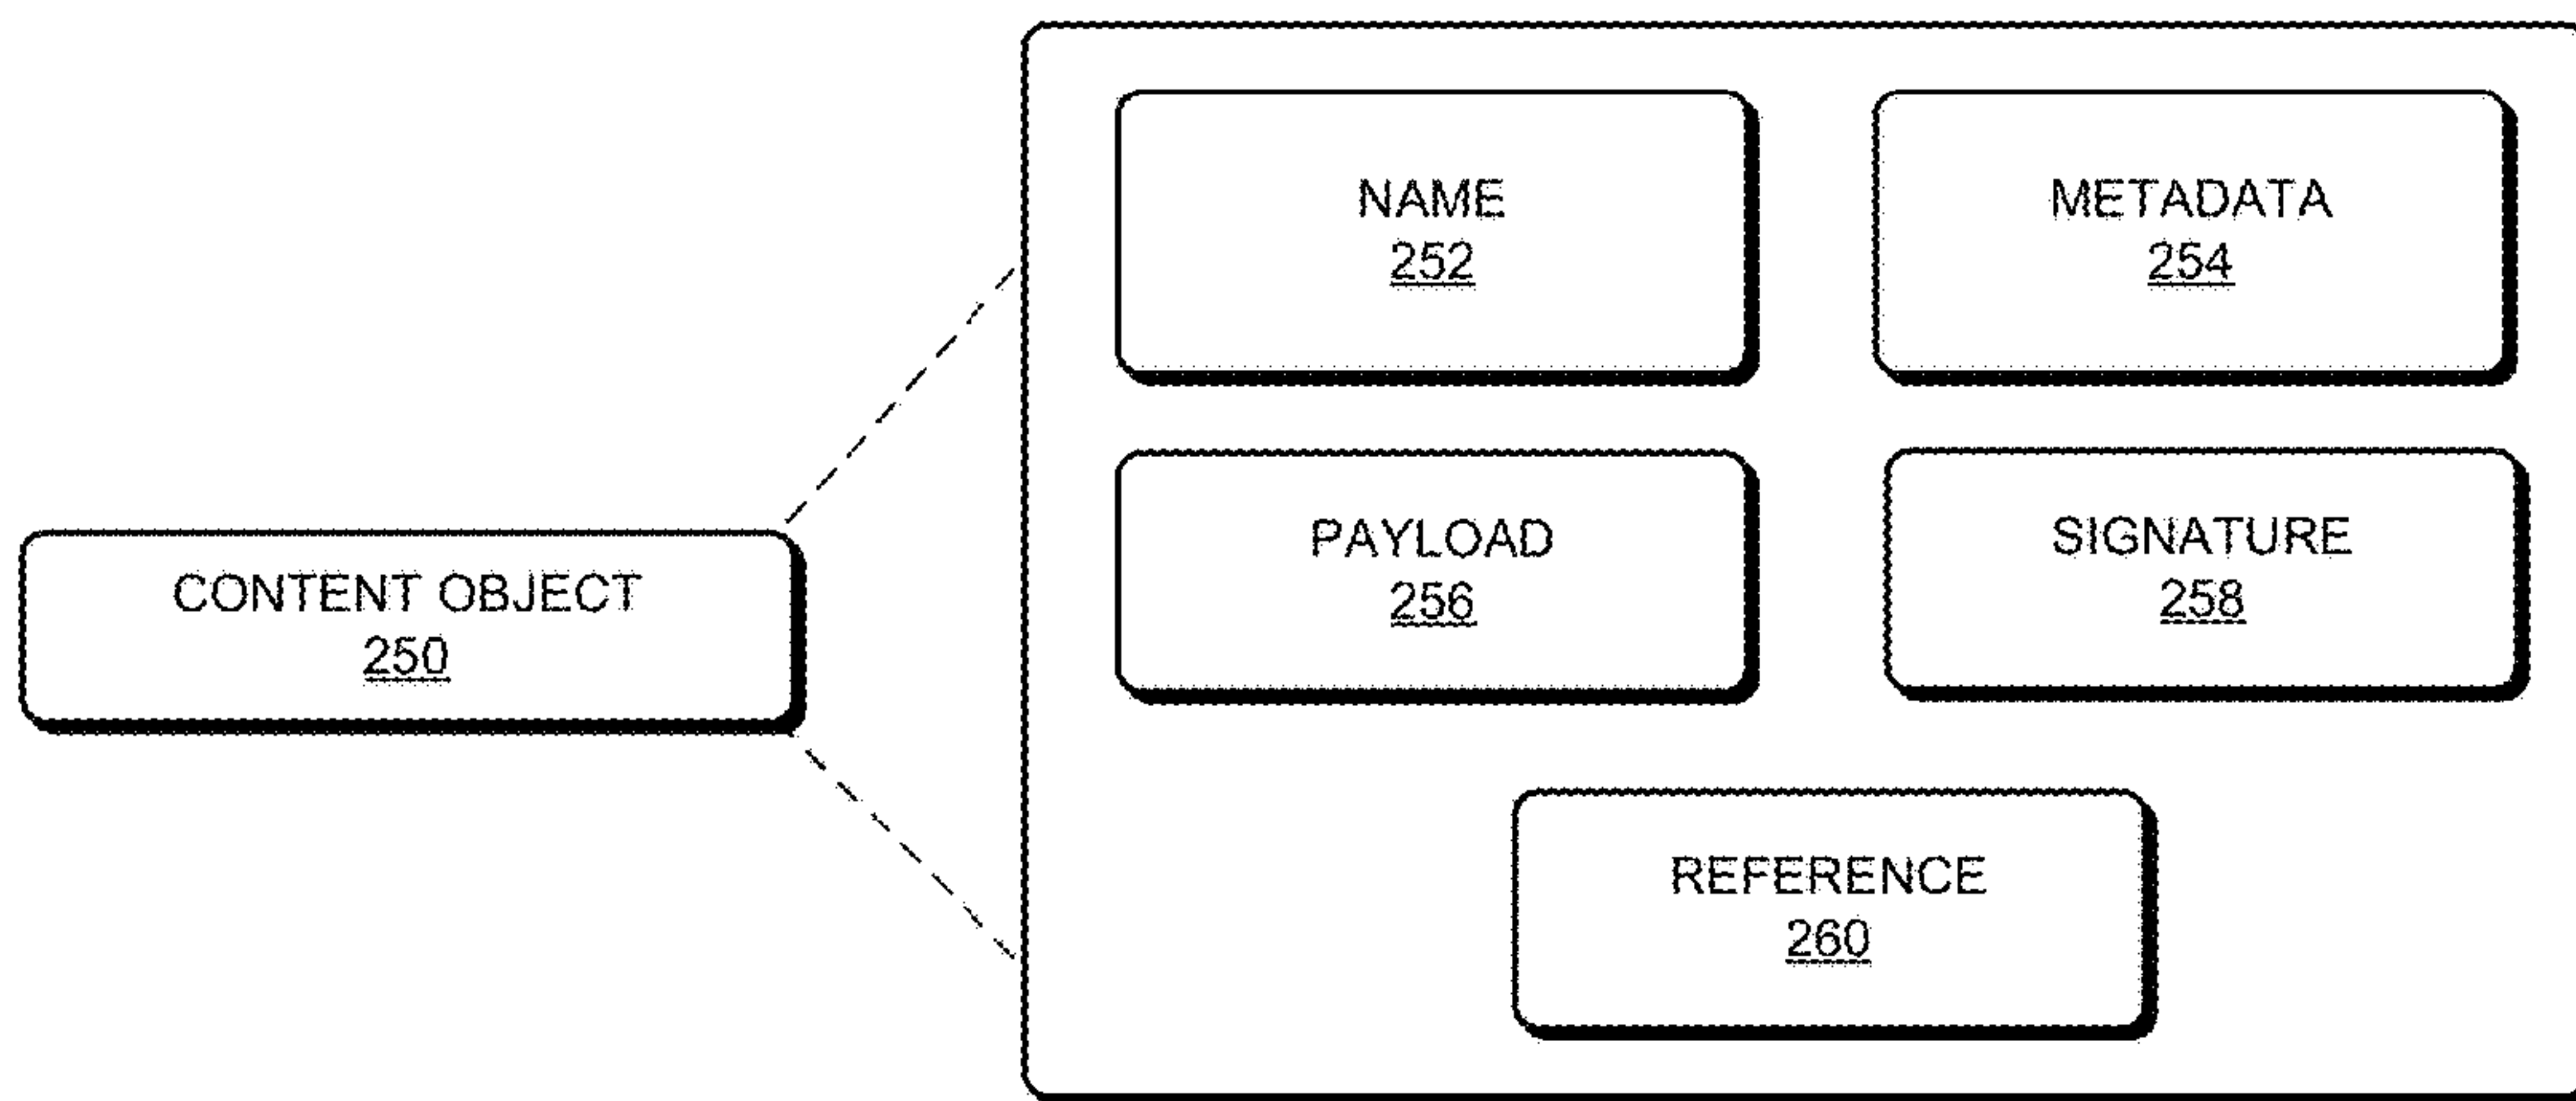 NAME
252
METADATA
254
PAYLOAD
256
SIGNATURE
258
CONTENT OBJECT
250
REFERENCE
260